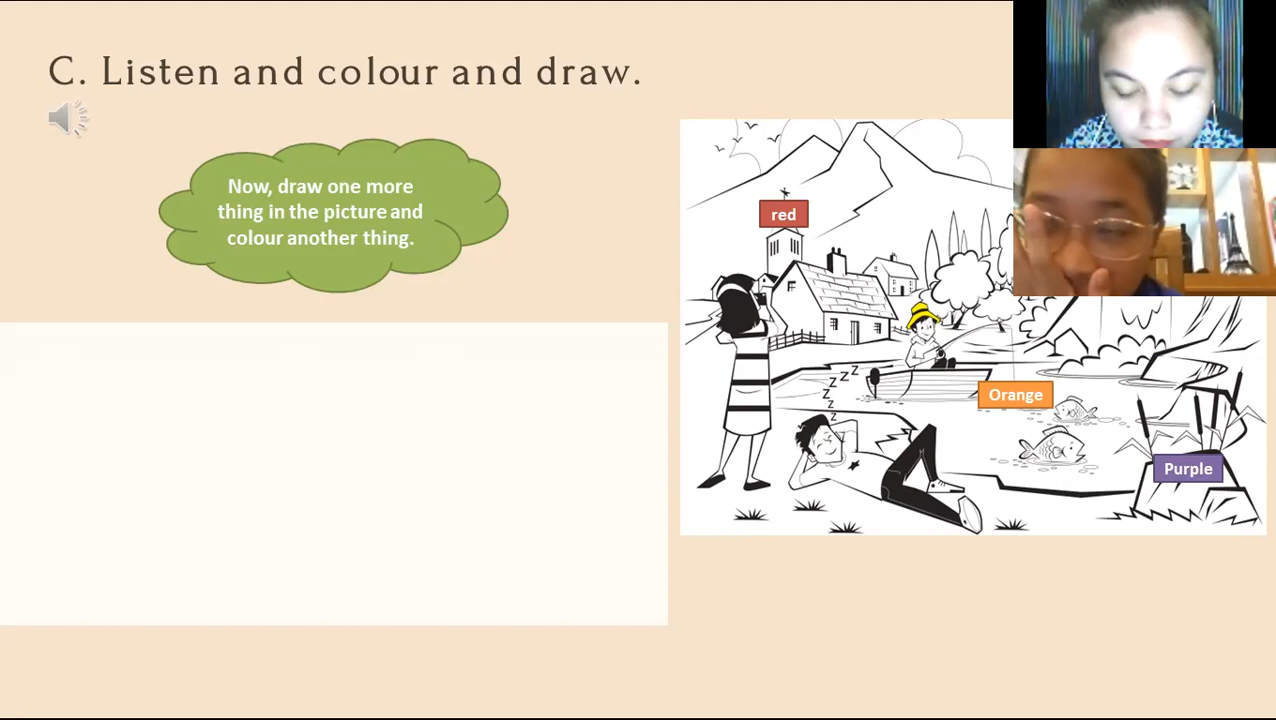 C. Listen and colour and draw.
Now, draw one more
thing in the picture and
colour another thing.
red
z z z
z
z
z
Orange
Purple